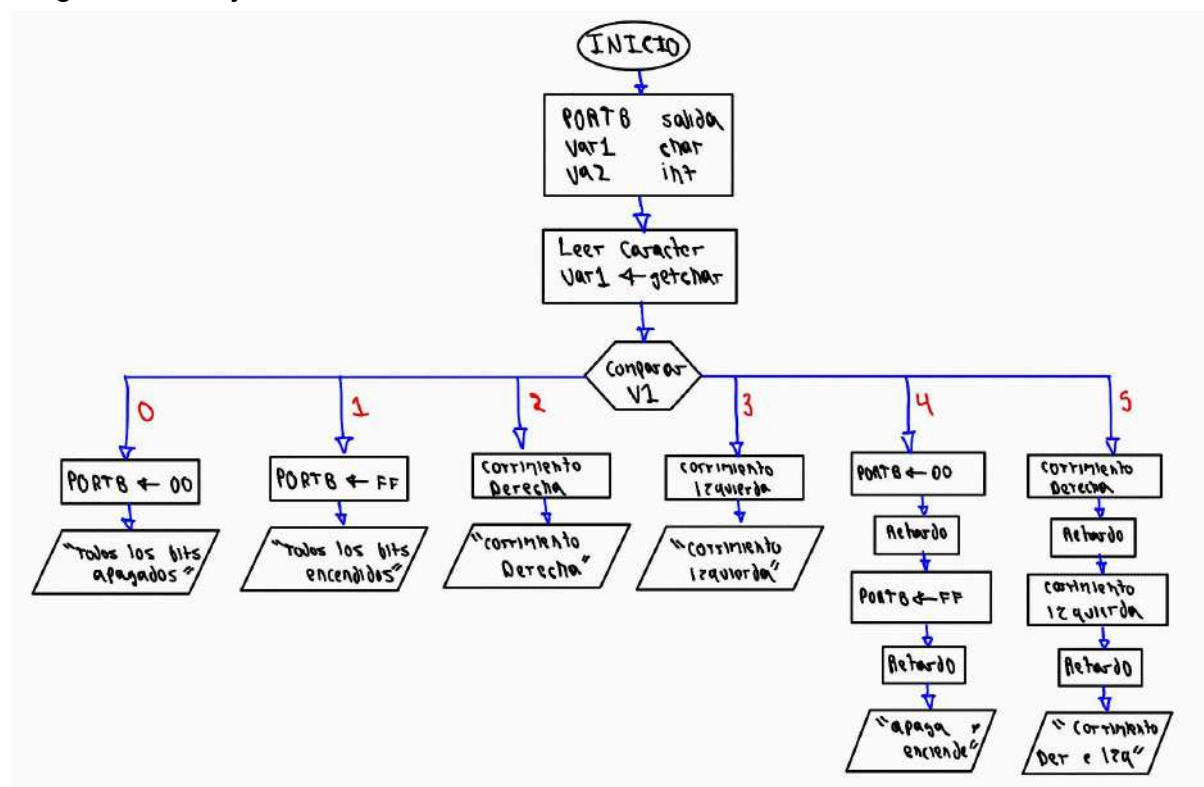 INICIO
PORTB salida
Var1 char
Va2 int
Leer Caracter
Var1 ← getchar
Comparar
V1
0
1
2
3
4
5
PORTB ← 00
"Todos los bits
apagados"
PORTB ← FF
"Todos los bits
encendidos"
Corrimiento
Derecha
"Corrimiento
Derecha"
Corrimiento
Izquierda
"Corrimiento
Izquierda"
PORTB ← 00
Retardo
PORTB ← FF
Retardo
"apaga y
enciende"
Corrimiento
Derecha
Retardo
Corrimiento
Izquierda
Retardo
"Corrimiento
Der e Izq"